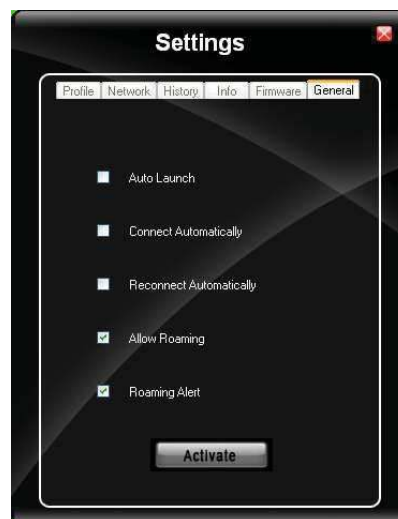 Settings
Profile Network History Info Firmware General
Auto Launch
Connect Automatically
Reconnect Automatically
Allow Roaming
Roaming Alert
Activate